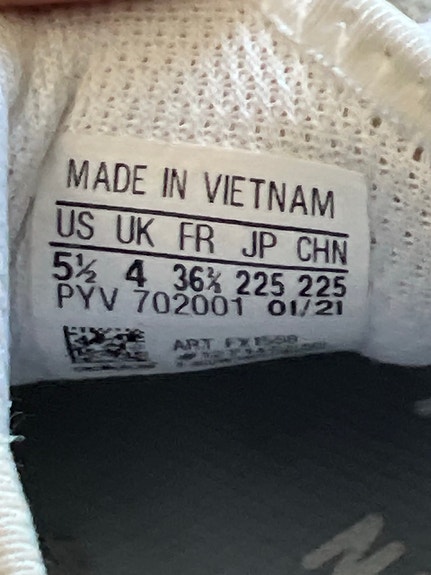 MADE IN VIETNAM
US UK FR JP CHN
5½ 4 36⅔ 225 225
PYV 702001 01/21
ART